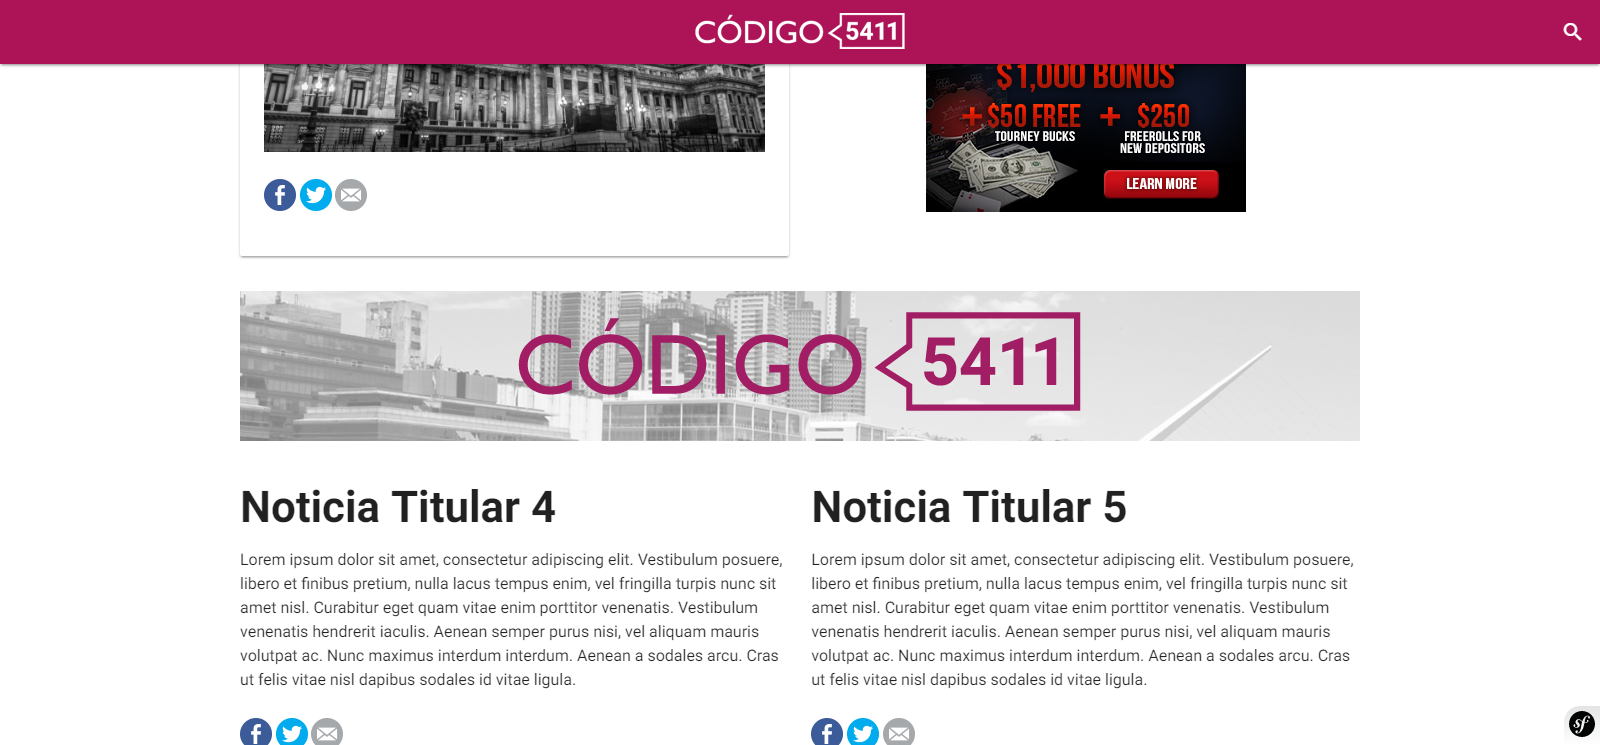 CÓDIGO 5411
$1,000 BONUS
+ $50 FREE + $250
TOURNEY BUCKS
FREEROLLS FOR
NEW DEPOSITORS
LEARN MORE
CÓDIGO 5411
Noticia Titular 4
Lorem ipsum dolor sit amet, consectetur adipiscing elit. Vestibulum posuere,
libero et finibus pretium, nulla lacus tempus enim, vel fringilla turpis nunc sit
amet nisl. Curabitur eget quam vitae enim porttitor venenatis. Vestibulum
venenatis hendrerit iaculis. Aenean semper purus nisi, vel aliquam mauris
volutpat ac. Nunc maximus interdum interdum. Aenean a sodales arcu. Cras
ut felis vitae nisl dapibus sodales id vitae ligula.
Noticia Titular 5
Lorem ipsum dolor sit amet, consectetur adipiscing elit. Vestibulum posuere,
libero et finibus pretium, nulla lacus tempus enim, vel fringilla turpis nunc sit
amet nisl. Curabitur eget quam vitae enim porttitor venenatis. Vestibulum
venenatis hendrerit iaculis. Aenean semper purus nisi, vel aliquam mauris
volutpat ac. Nunc maximus interdum interdum. Aenean a sodales arcu. Cras
ut felis vitae nisl dapibus sodales id vitae ligula.
sf